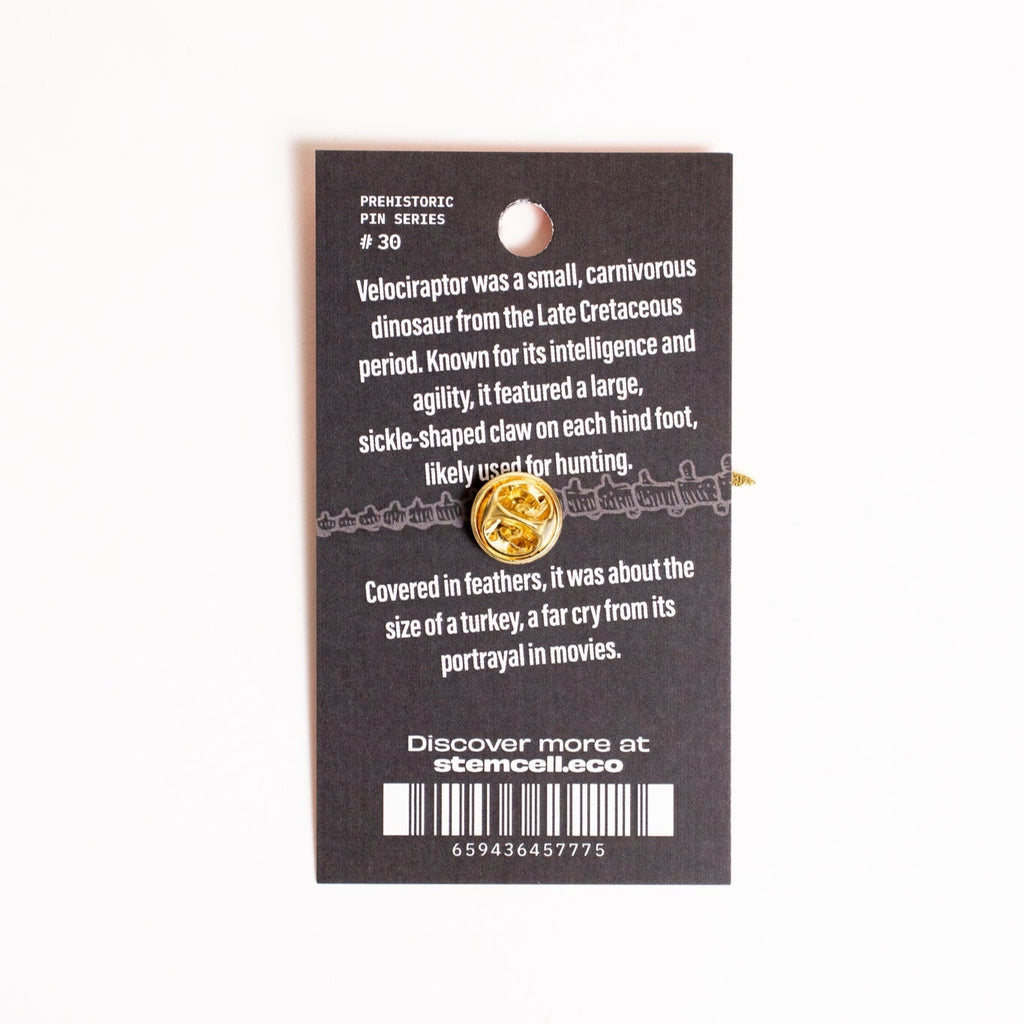 PREHISTORIC
PIN SERIES
# 30
Velociraptor was a small, carnivorous
dinosaur from the Late Cretaceous
period. Known for its intelligence and
agility, it featured a large,
sickle-shaped claw on each hind foot,
likely used for hunting.
Covered in feathers, it was about the
size of a turkey, a far cry from its
portrayal in movies.
Discover more at
stemcell.eco
659436457775